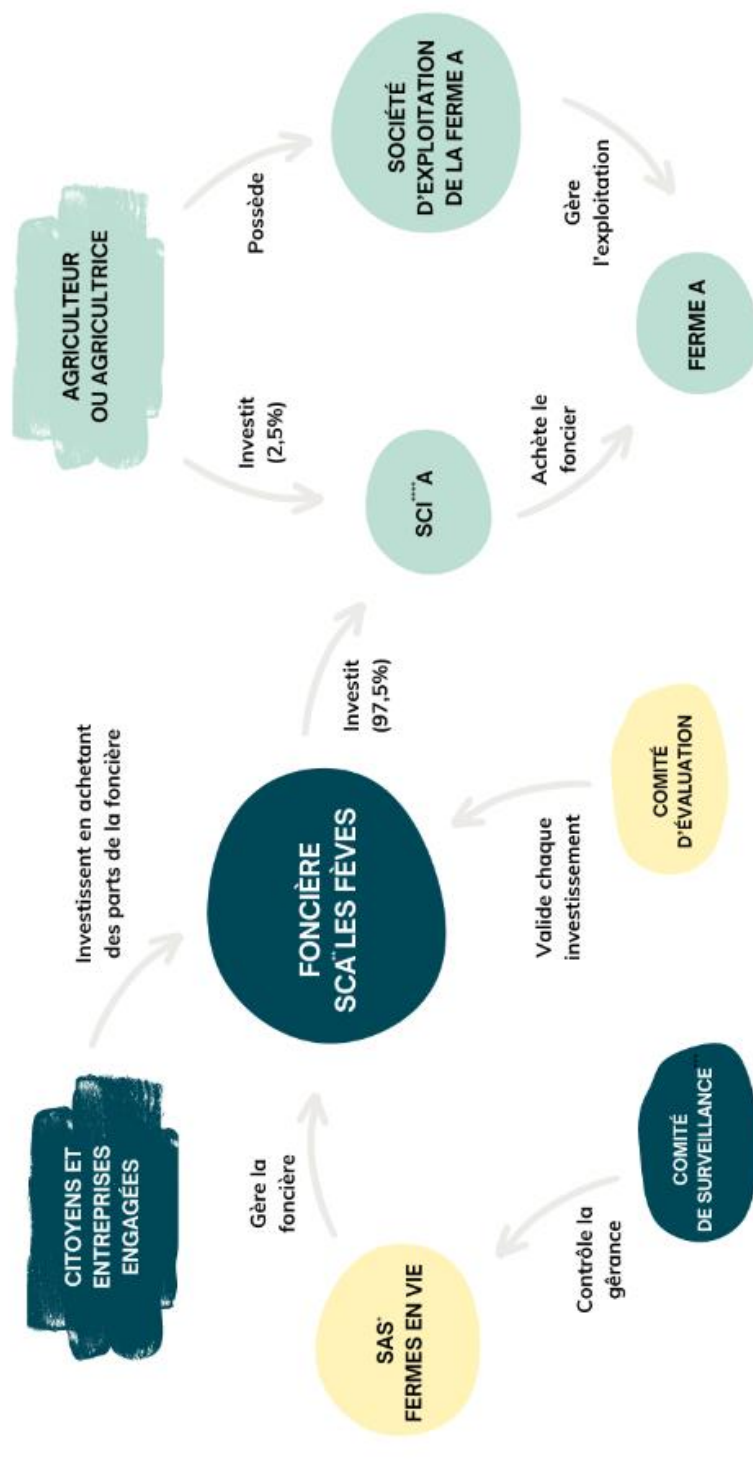 CITOYENS ET
ENTREPRISES
ENGAGÉES
Investissent en achetant
des parts de la foncière
AGRICULTEUR
OU AGRICULTRICE
Gère la
foncière
Investit
(2,5%)
Possède
SAS*
FERMES EN VIE
FONCIÈRE
SCA**LES FÈVES
Investit
(97,5%)
SCI****A
SOCIÉTÉ
D'EXPLOITATION
DE LA FERME A
Contrôle la
gêrance
Valide chaque
investissement
Achète le
foncier
Gère
l'exploitation
COMITÉ
DE SURVEILLANCE***
COMITÉ
D'ÉVALUATION
FERME A